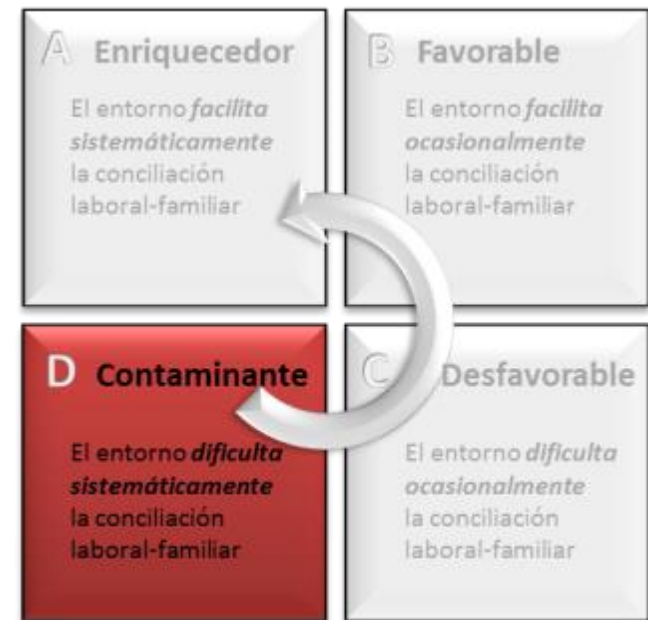 A Enriquecedor
El entorno facilita
sistemáticamente
la conciliación
laboral-familiar
B Favorable
El entorno facilita
ocasionalmente
la conciliación
laboral-familiar
D Contaminante
El entorno dificulta
sistemáticamente
la conciliación
laboral-familiar
C Desfavorable
El entorno dificulta
ocasionalmente
la conciliación
laboral-familiar